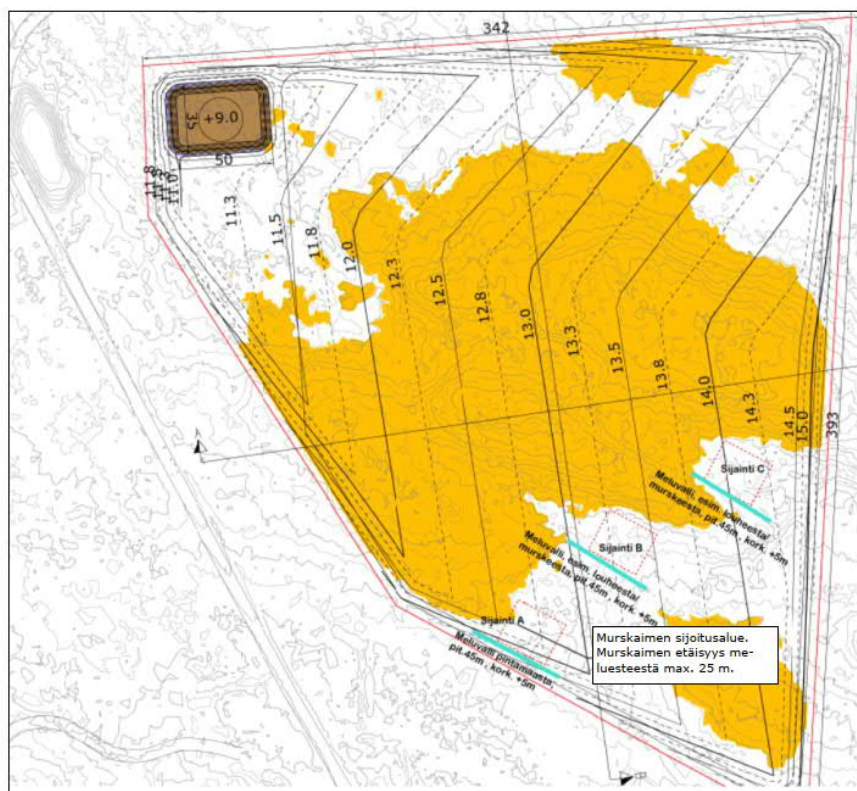 342
+9.0
35
50
11.8
11.0
11.3
11.5
11.8
12.0
12.3
12.5
12.8
13.0
13.3
13.5
13.8
14.0
14.3
14.5
15.0
393
Sijainti C
Meluvalli, esim. louheesta/
murskeesta, pit.45m , kork. +5m
Sijainti B
Meluvalli, esim. louheesta/
murskeesta, pit.45m , kork. +5m
Sijainti A
Meluvalli pintamaasta,
pit.45m , kork. +5m
Murskaimen sijoitusalue.
Murskaimen etäisyys me-
luesteestä max. 25 m.